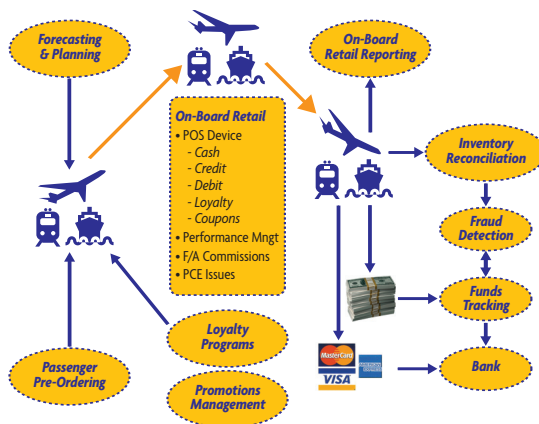 Forecasting
& Planning
On-Board
Retail Reporting
On-Board Retail
• POS Device
- Cash
- Credit
- Debit
- Loyalty
- Coupons
• Performance Mngt
• F/A Commissions
• PCE Issues
Inventory
Reconciliation
Fraud
Detection
Funds
Tracking
Bank
MasterCard
VISA
Loyalty
Programs
Promotions
Management
Passenger
Pre-Ordering